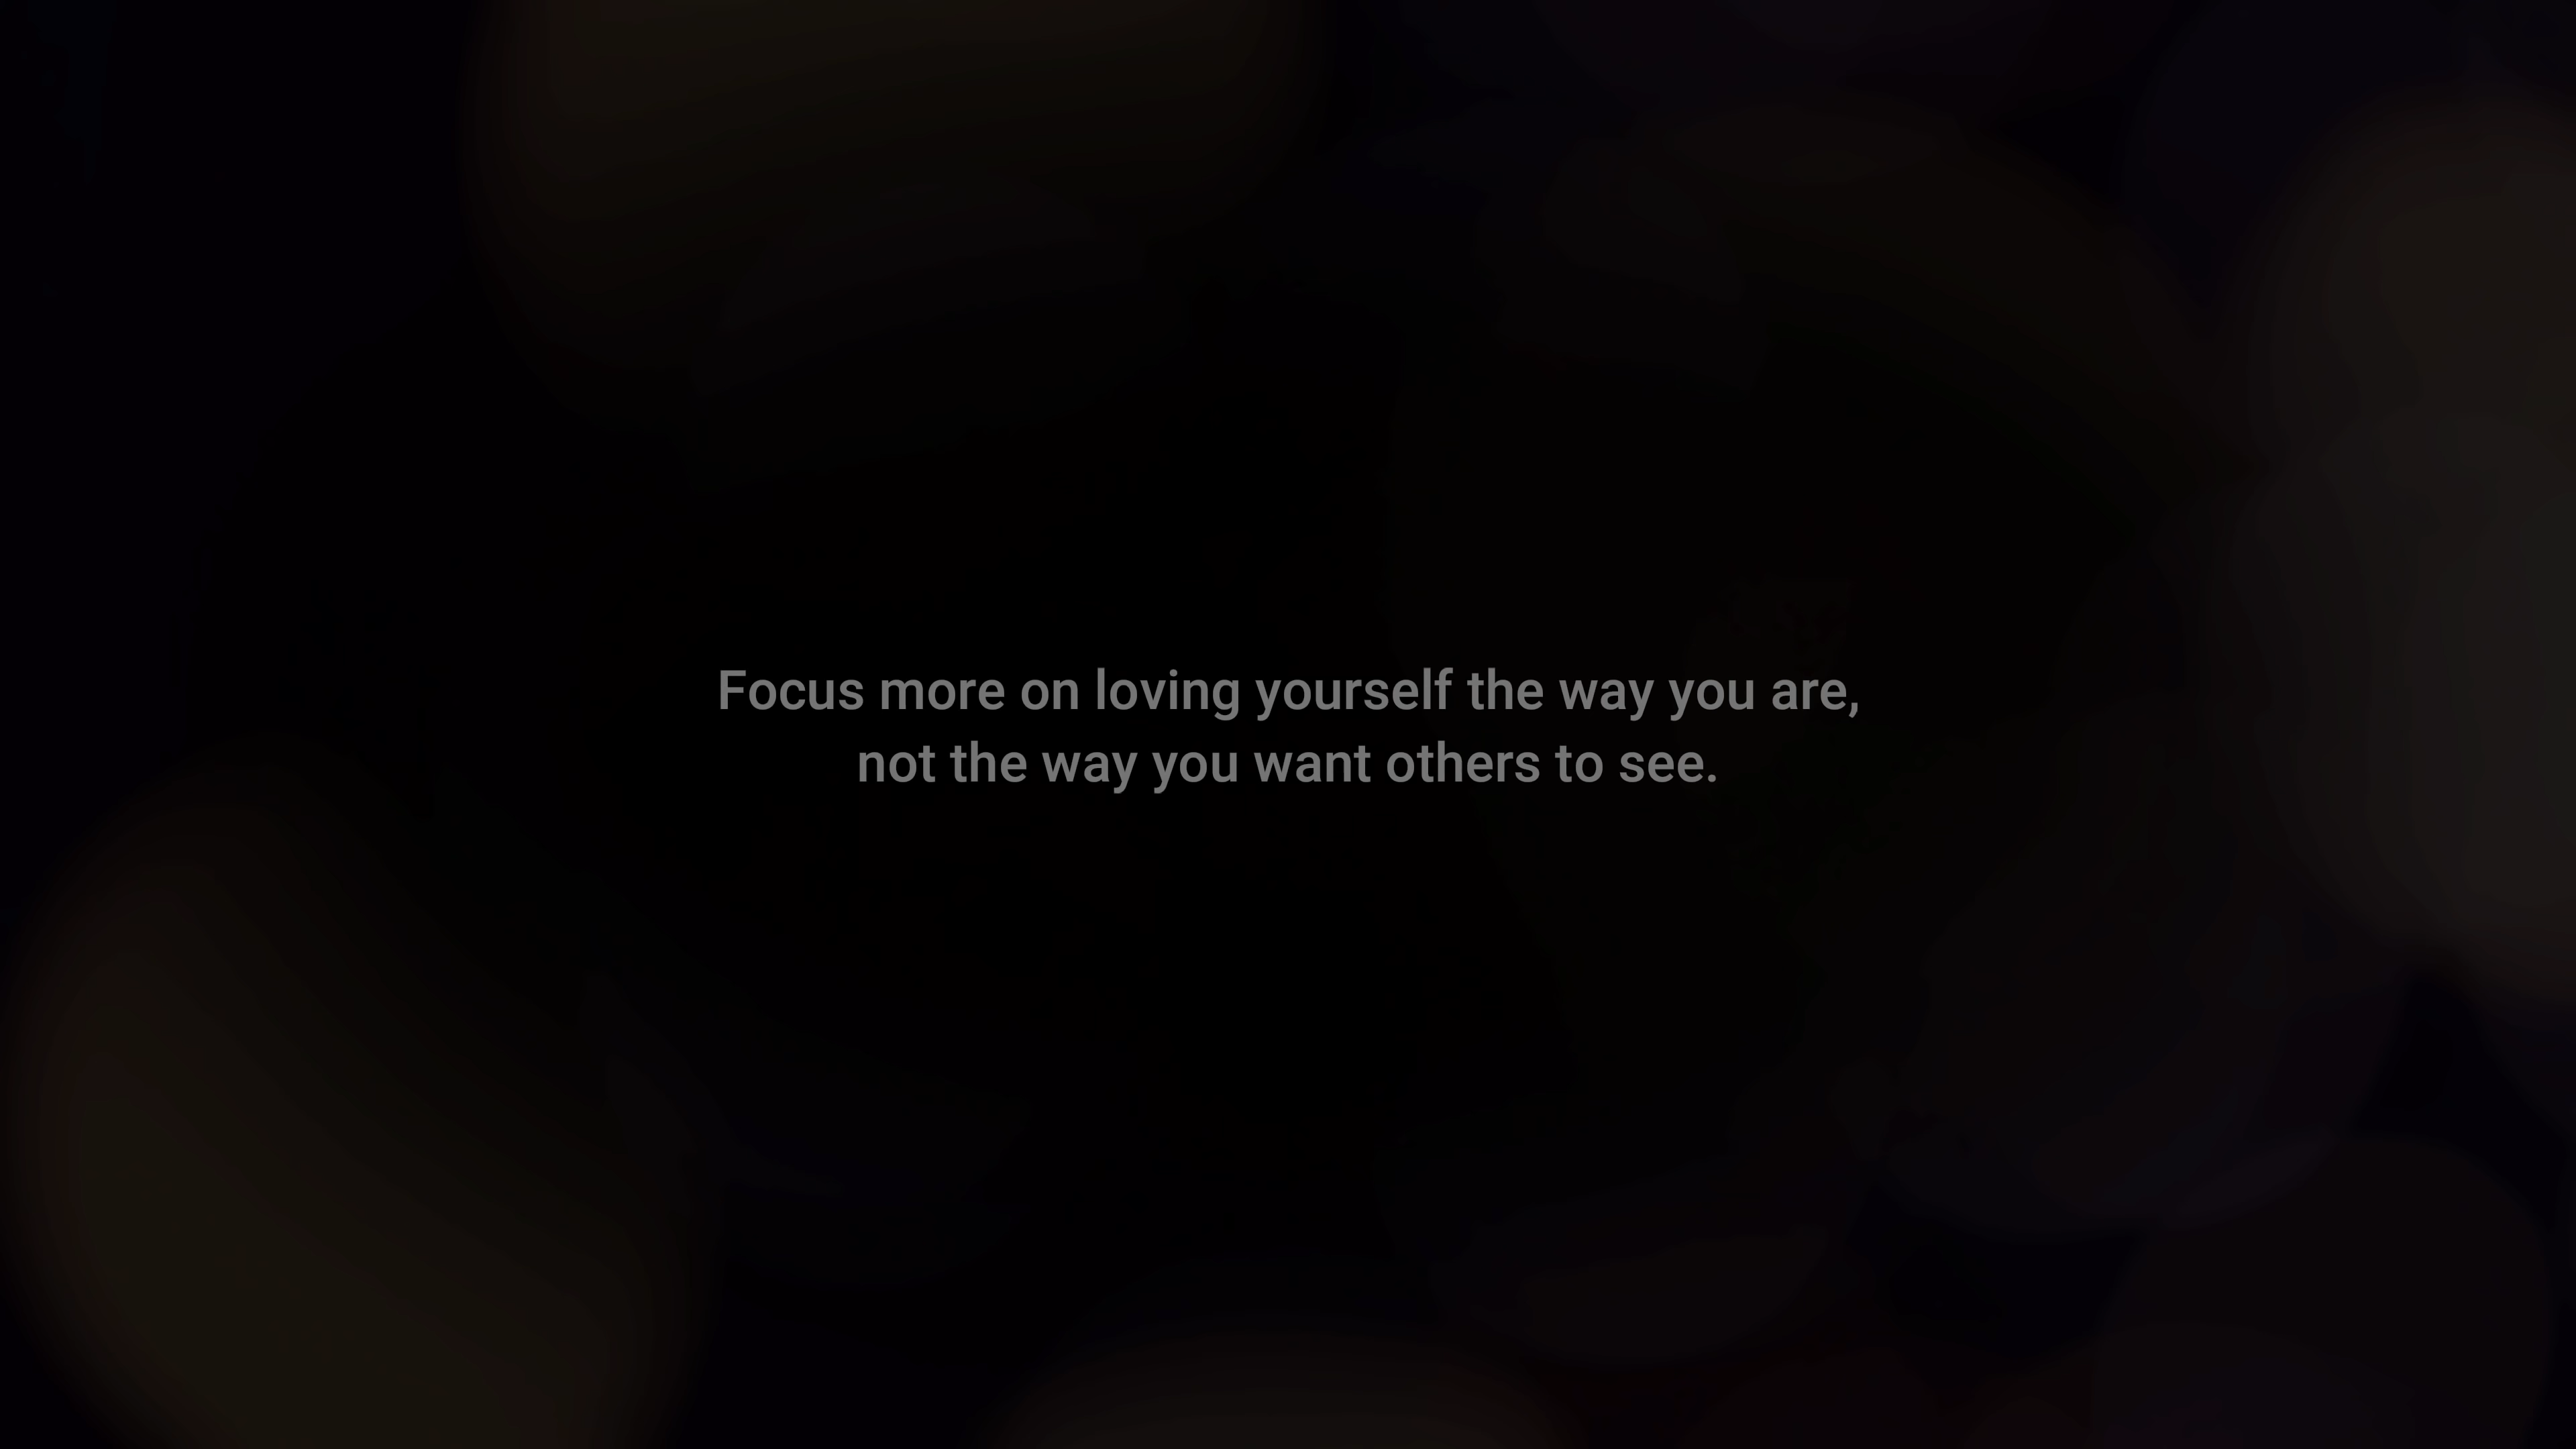 Focus more on loving yourself the way you are,
not the way you want others to see.